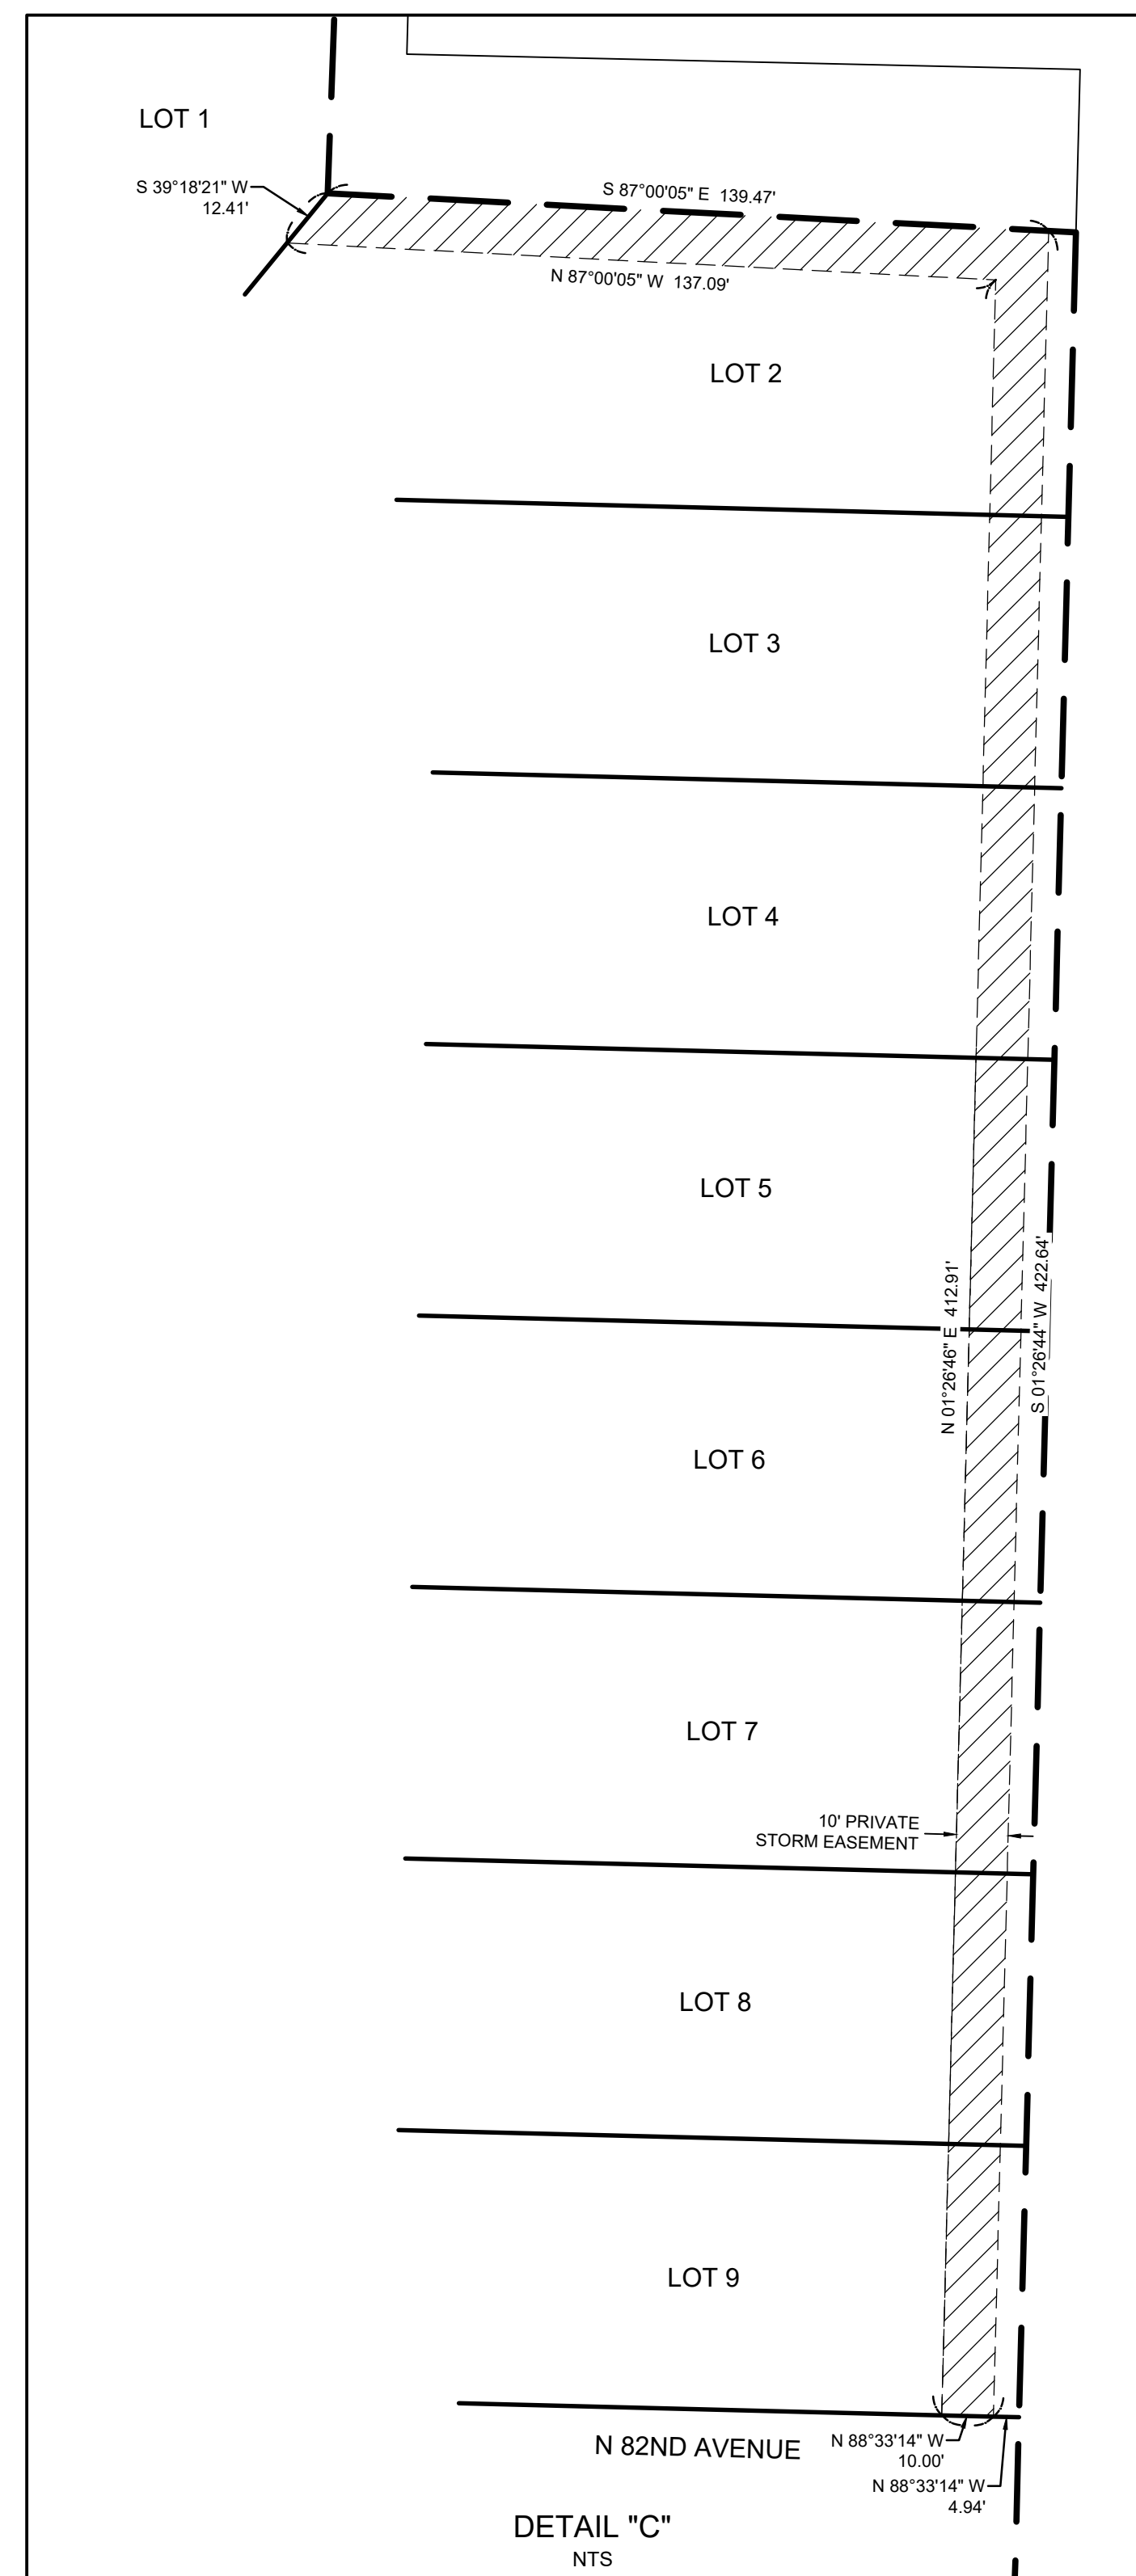 LOT 1
S 39°18'21" W
12.41'
S 87°00'05" E 139.47'
N 87°00'05" W 137.09'
LOT 2
LOT 3
LOT 4
LOT 5
N 01°26'46" E 412.91'
S 01°26'44" W 422.64'
LOT 6
LOT 7
10' PRIVATE
STORM EASEMENT
LOT 8
LOT 9
N 82ND AVENUE
N 88°33'14" W
10.00'
N 88°33'14" W
4.94'
DETAIL "C"
NTS